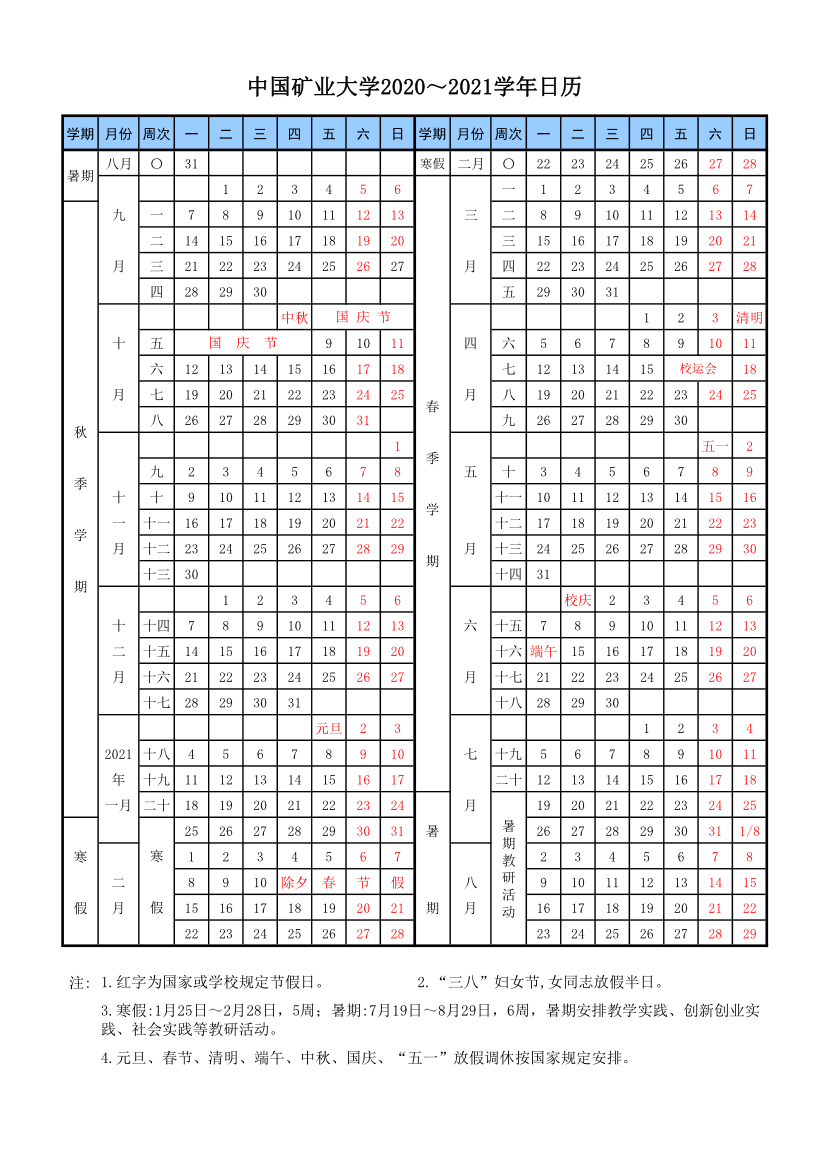 中国矿业大学2020～2021学年日历
学期 月份 周次 一 二 三 四 五 六 日 学期 月份 周次 一 二 三 四 五 六 日
暑期 八月 〇 31 寒假 二月 〇 22 23 24 25 26 27 28
1 2 3 4 5 6 一 1 2 3 4 5 6 7
九 一 7 8 9 10 11 12 13 三 二 8 9 10 11 12 13 14
二 14 15 16 17 18 19 20 三 15 16 17 18 19 20 21
月 三 21 22 23 24 25 26 27 月 四 22 23 24 25 26 27 28
四 28 29 30 五 29 30 31
中秋 国 庆 节 1 2 3 清明
十 五 国 庆 节 9 10 11 四 六 5 6 7 8 9 10 11
六 12 13 14 15 16 17 18 七 12 13 14 15 校运会 18
月 七 19 20 21 22 23 24 25 春 月 八 19 20 21 22 23 24 25
八 26 27 28 29 30 31 九 26 27 28 29 30
秋 1 五一 2
九 2 3 4 5 6 7 8 季 五 十 3 4 5 6 7 8 9
季 十 十 9 10 11 12 13 14 15 学 十一 10 11 12 13 14 15 16
一 十一 16 17 18 19 20 21 22 十二 17 18 19 20 21 22 23
学 月 十二 23 24 25 26 27 28 29 期 月 十三 24 25 26 27 28 29 30
十三 30 十四 31
期 1 2 3 4 5 6 校庆 2 3 4 5 6
十 十四 7 8 9 10 11 12 13 六 十五 7 8 9 10 11 12 13
二 十五 14 15 16 17 18 19 20 十六 端午 15 16 17 18 19 20
月 十六 21 22 23 24 25 26 27 月 十七 21 22 23 24 25 26 27
十七 28 29 30 31 十八 28 29 30
元旦 2 3 1 2 3 4
2021 十八 4 5 6 7 8 9 10 七 十九 5 6 7 8 9 10 11
年 十九 11 12 13 14 15 16 17 二十 12 13 14 15 16 17 18
一月 二十 18 19 20 21 22 23 24 月 19 20 21 22 23 24 25
25 26 27 28 29 30 31 暑 暑 26 27 28 29 30 31 1/8
寒 寒 1 2 3 4 5 6 7 期 教 2 3 4 5 6 7 8
二 8 9 10 除夕 春 节 假 八 研 9 10 11 12 13 14 15
假 月 假 15 16 17 18 19 20 21 期 月 活 动 16 17 18 19 20 21 22
22 23 24 25 26 27 28 23 24 25 26 27 28 29
注: 1.红字为国家或学校规定节假日。 2.“三八”妇女节,女同志放假半日。
3.寒假:1月25日～2月28日，5周；暑期:7月19日～8月29日，6周，暑期安排教学实践、创新创业实
践、社会实践等教研活动。
4.元旦、春节、清明、端午、中秋、国庆、“五一”放假调休按国家规定安排。